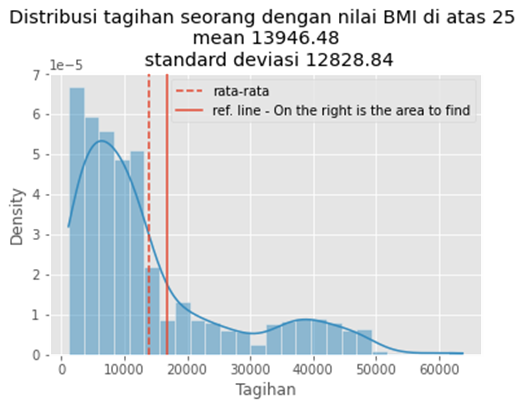 Distribusi tagihan seorang dengan nilai BMI di atas 25
mean 13946.48
standard deviasi 12828.84
1e−5
rata-rata
ref. line - On the right is the area to find
7
6
5
4
3
2
1
0
Density
0 10000 20000 30000 40000 50000 60000
Tagihan